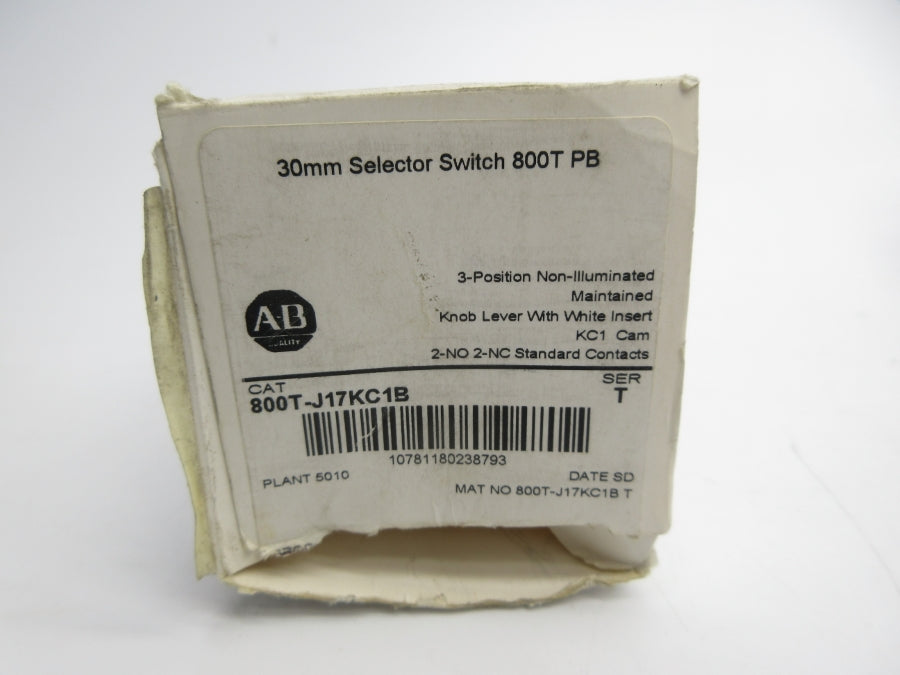 30mm Selector Switch 800T PB
3-Position Non-Illuminated
Maintained
Knob Lever With White Insert
KC1 Cam
2-NO 2-NC Standard Contacts
A-B
QUALITY
CAT
800T-J17KC1B
SER
T
10781180238793
PLANT 5010
DATE SD
MAT NO 800T-J17KC1B T